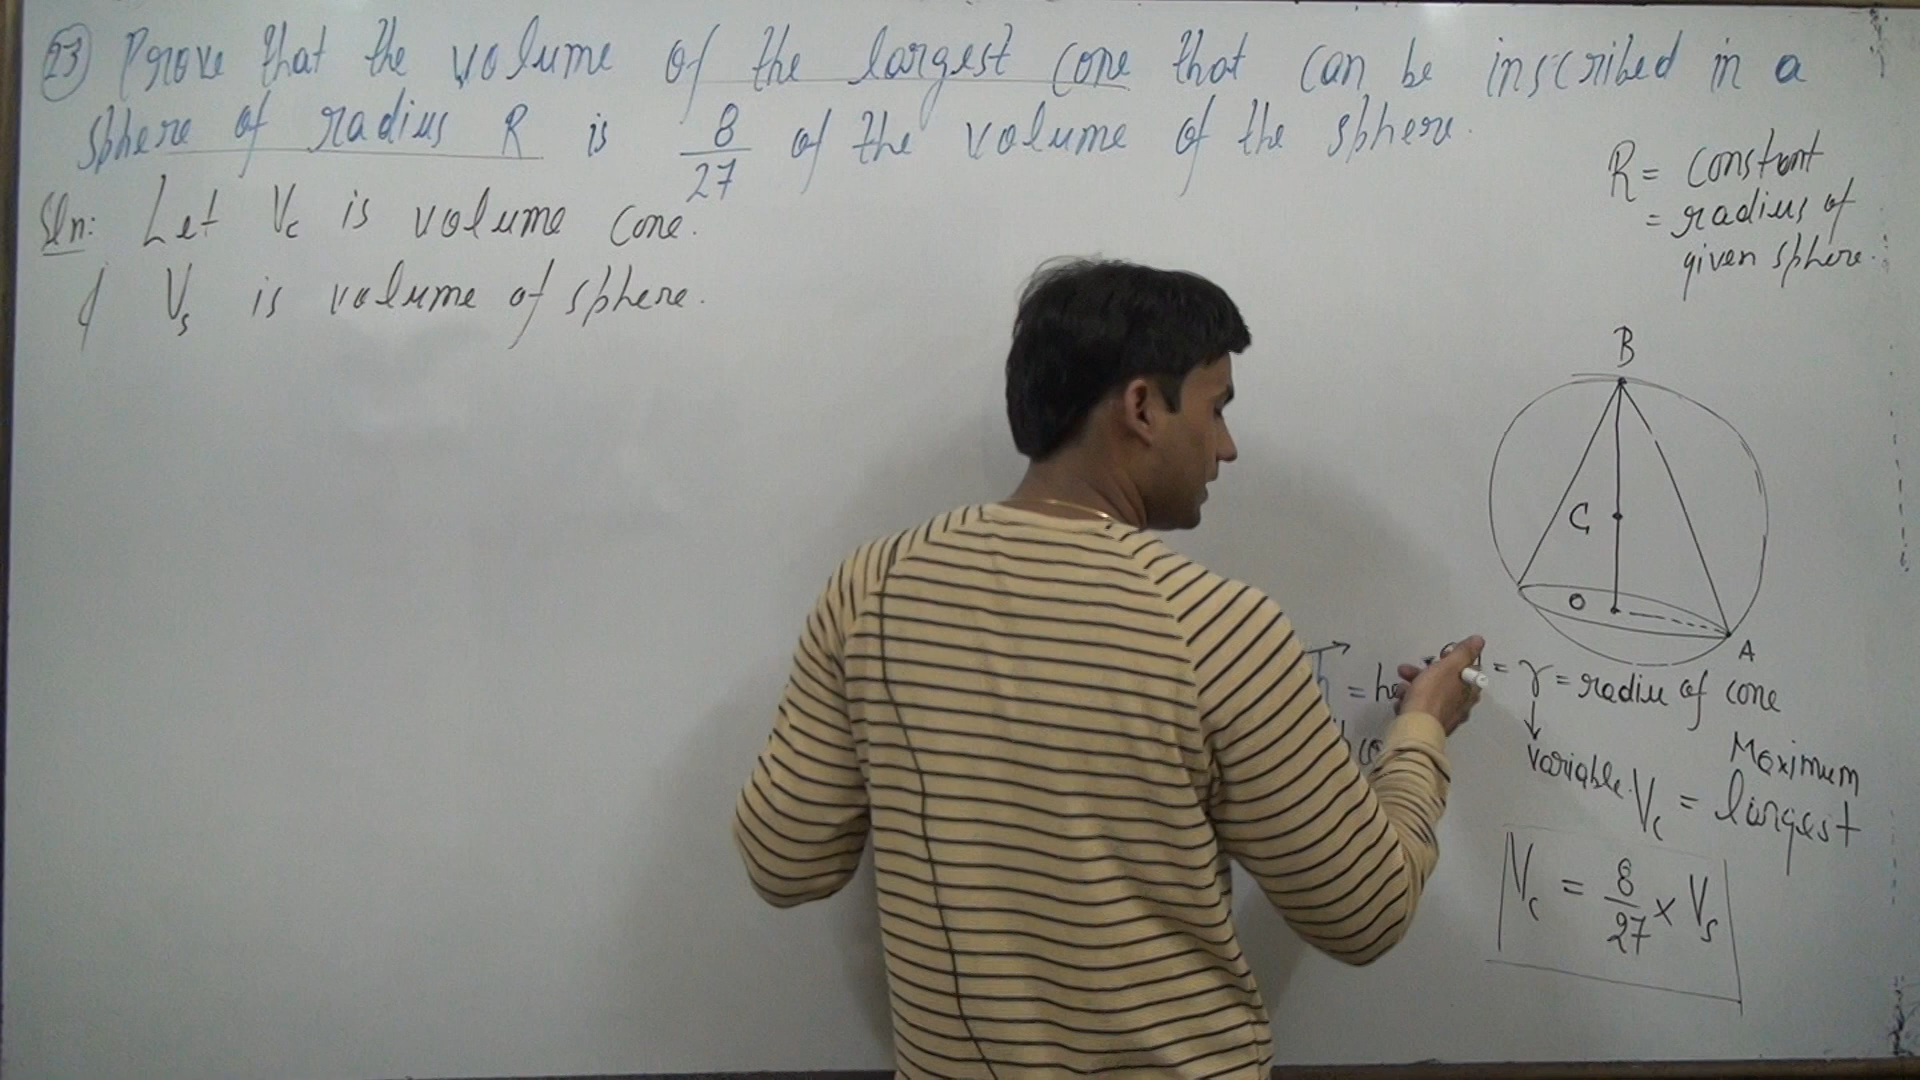 23 Prove that the volume of the largest cone that can be inscribed in a
sphere of radius R is 8/27 of the volume of the sphere.
Sln: Let Vc is volume cone.
& Vs is volume of sphere.
R = constant
= radius of
given sphere.
B
C
O
A
h =
= r = radiu of cone
↓
variable.
Maximum
Vc = largest
Vc = 8/27 × Vs